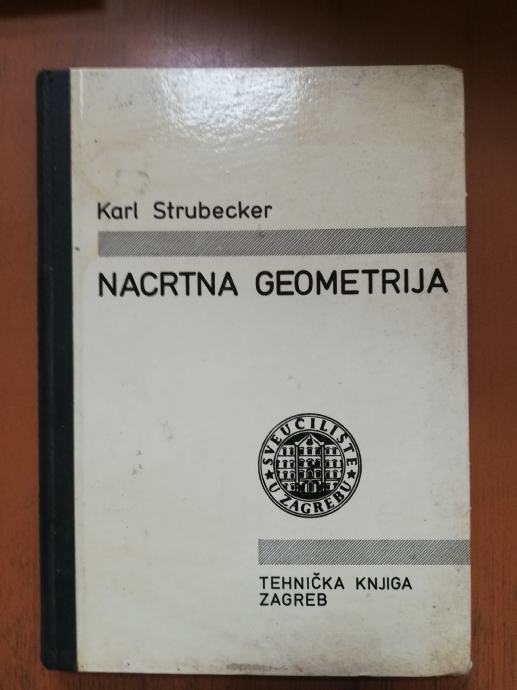 Karl Strubecker
NACRTNA GEOMETRIJA
SVEUČILIŠTE
U ZAGREBU
TEHNIČKA KNJIGA
ZAGREB